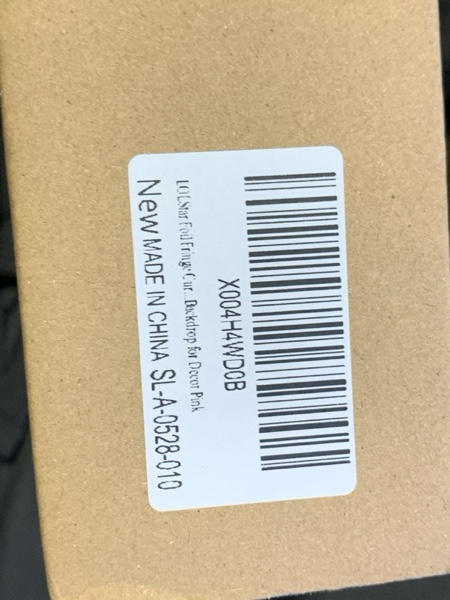 X004H4WD0B
LOLStar Foil Fringe Cur...Backdrop for Decor Pink
New MADE IN CHINA SL-A-0528-010